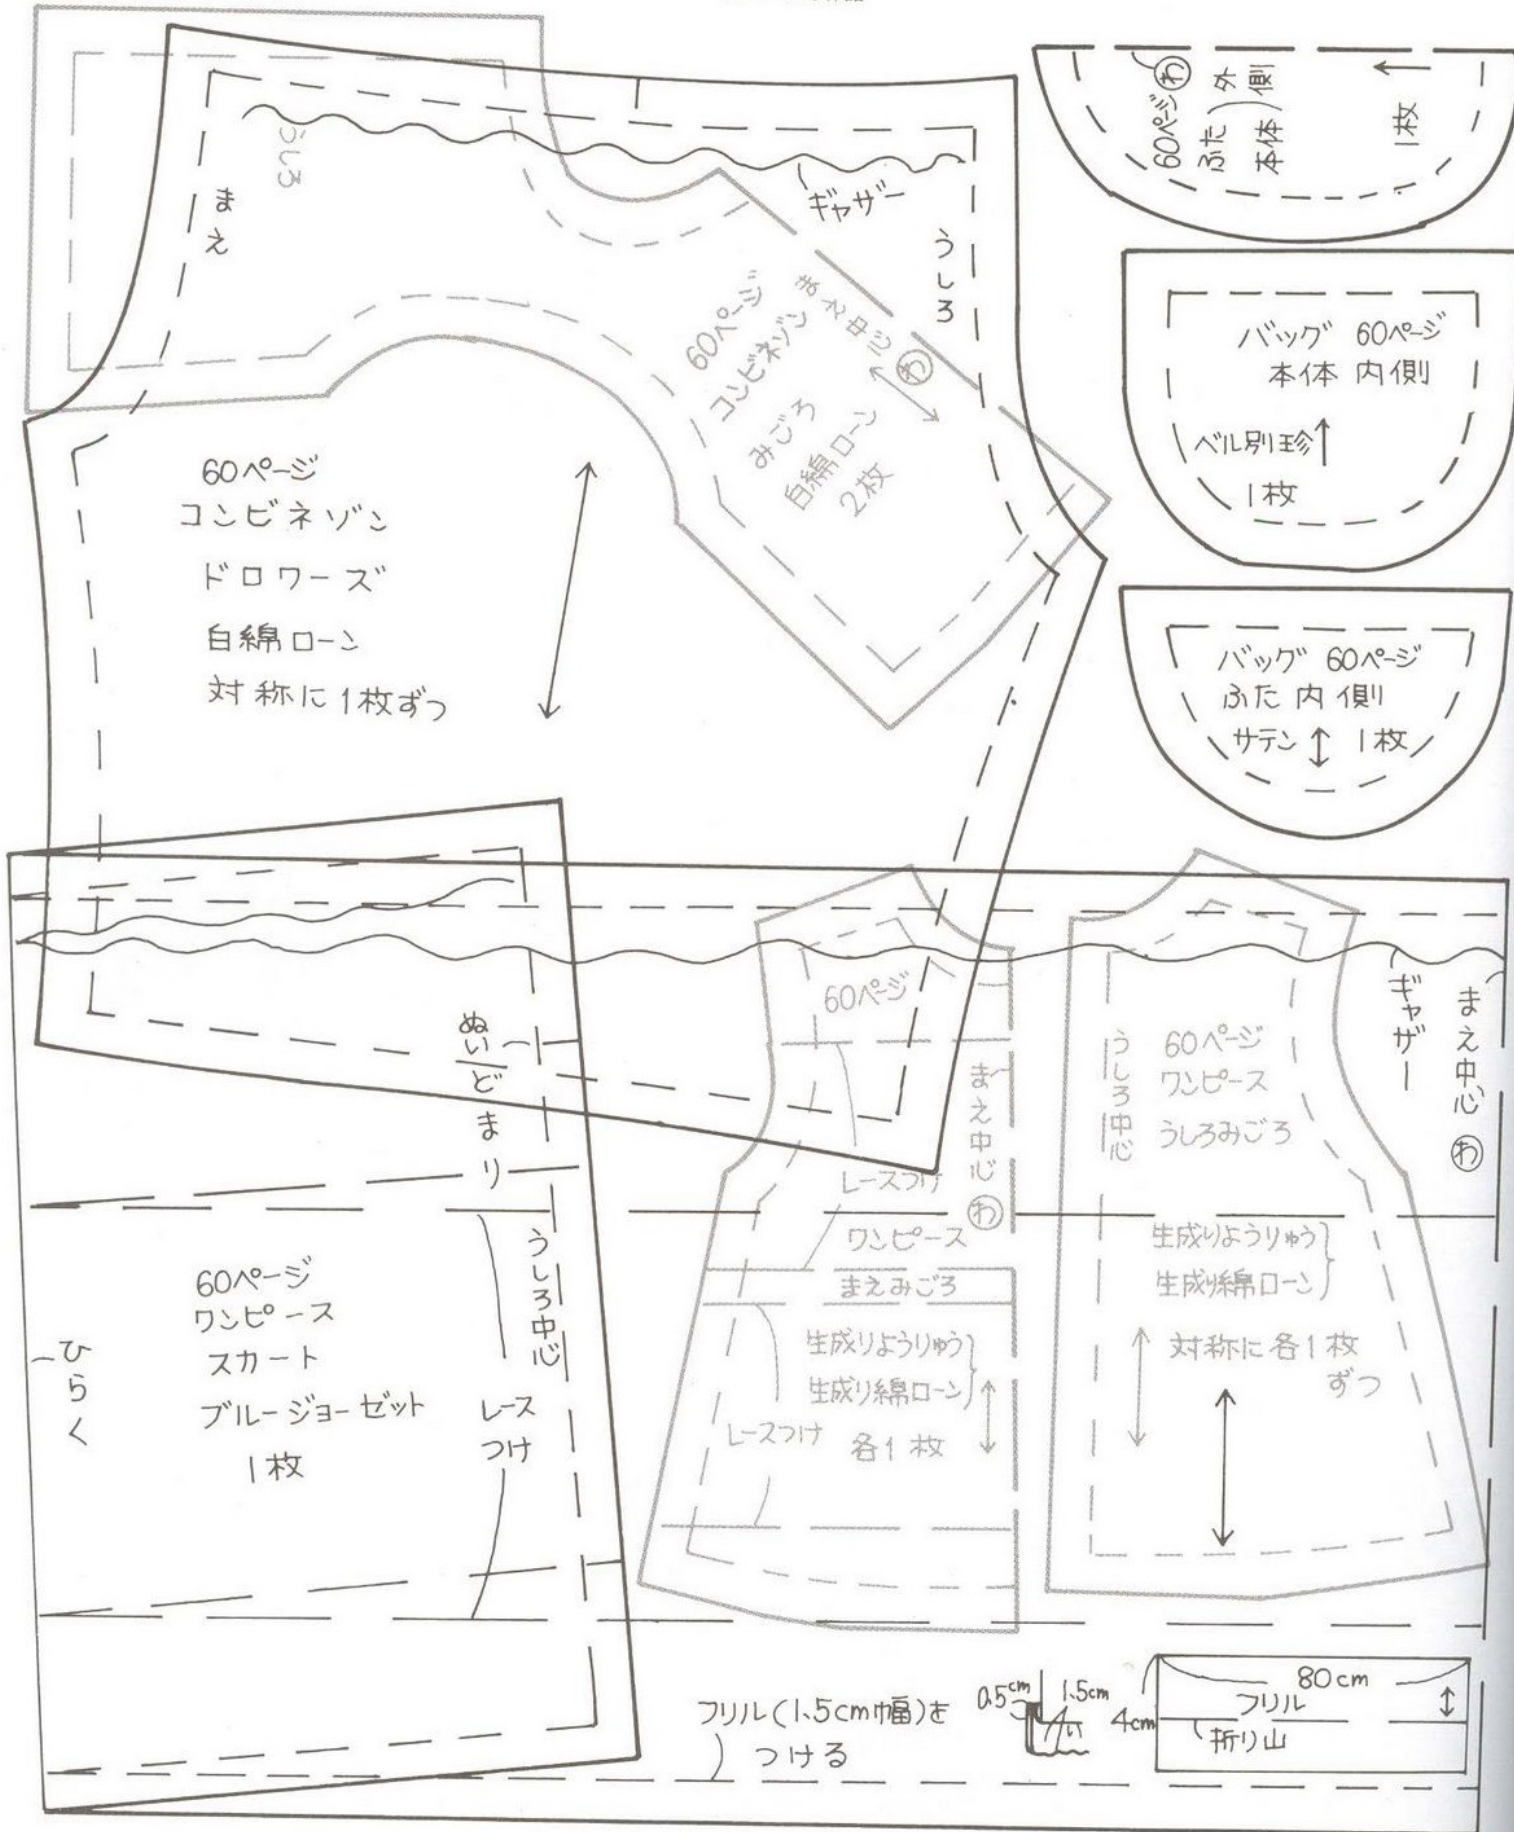 うしろ
まえ
ギャザー
うしろ
60ページ
コンビネゾン
みごろ
白綿ローン
2枚
まえ中心 わ
60ページ
コンビネゾン
ドロワーズ
白綿ローン
対称に1枚ずつ
60ページ わ
ふた 外側
本体
1枚
バッグ 60ページ
本体 内側
ベル別珍
1枚
バッグ 60ページ
ふた 内側
サテン 1枚
ぬいどまり
うしろ中心
60ページ
ワンピース
スカート
ブルージョーゼット
1枚
ひらく
レース
つけ
60ページ
まえ中心 わ
レースつけ
ワンピース
まえみごろ
生成りようりゅう
生成り綿ローン
各1枚
レースつけ
うしろ中心
60ページ
ワンピース
うしろみごろ
生成りようりゅう
生成り綿ローン
対称に各1枚
ずつ
ギャザー
まえ中心 わ
フリル(1.5cm巾幅)を
つける
0.5cm
1.5cm
4cm
80cm
フリル
折り山